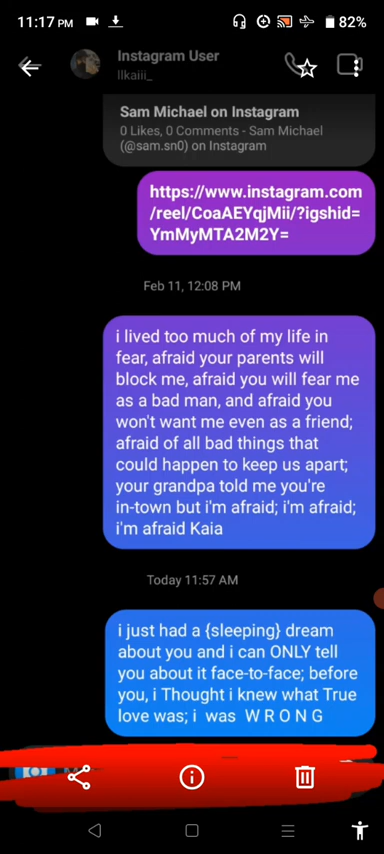 11:17 PM
82%
Instagram User
llkaiii_
Sam Michael on Instagram
0 Likes, 0 Comments - Sam Michael
(@sam.sn0) on Instagram
https://www.instagram.com
/reel/CoaAEYqjMii/?igshid=
YmMyMTA2M2Y=
Feb 11, 12:08 PM
i lived too much of my life in
fear, afraid your parents will
block me, afraid you will fear me
as a bad man, and afraid you
won't want me even as a friend;
afraid of all bad things that
could happen to keep us apart;
your grandpa told me you're
in-town but i'm afraid; i'm afraid;
i'm afraid Kaia
Today 11:57 AM
i just had a {sleeping} dream
about you and i can ONLY tell
you about it face-to-face; before
you, i Thought i knew what True
love was; i was W R O N G